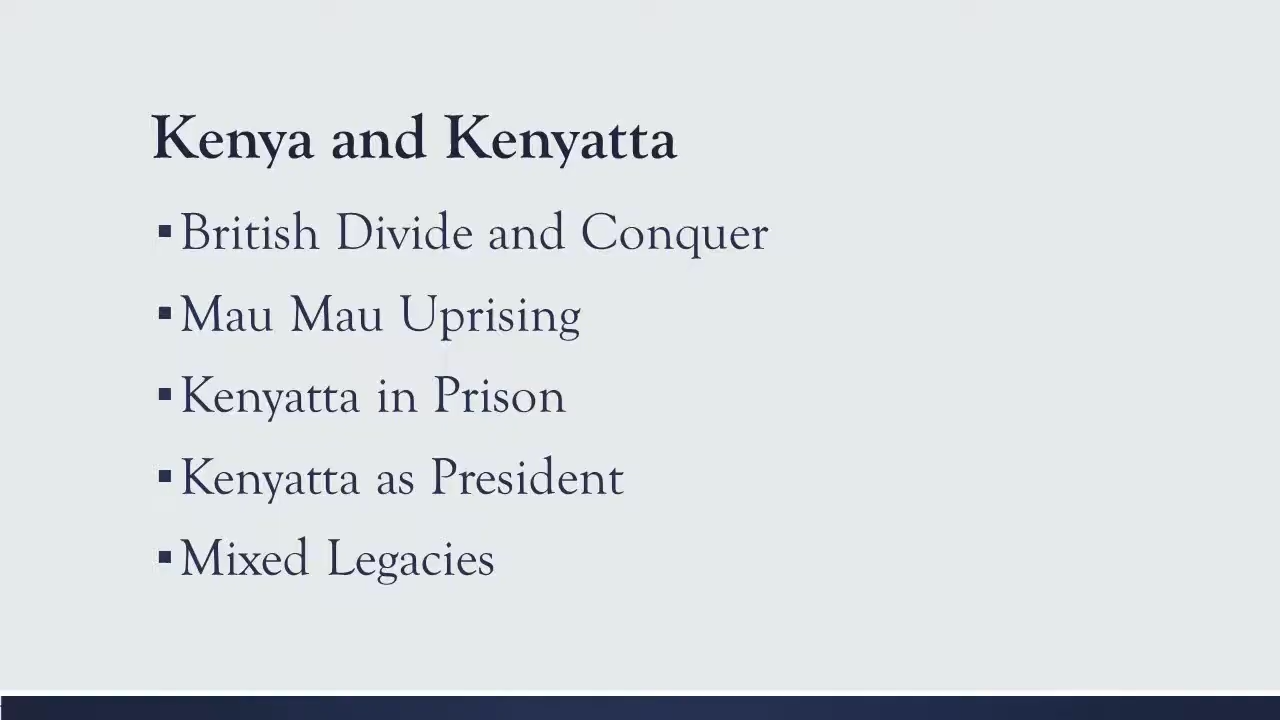 Kenya and Kenyatta
▪British Divide and Conquer
▪Mau Mau Uprising
▪Kenyatta in Prison
▪Kenyatta as President
▪Mixed Legacies